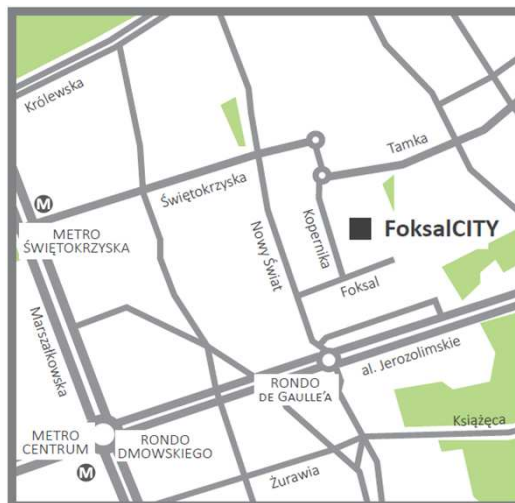 Królewska
Tamka
Świętokrzyska
M
METRO
ŚWIĘTOKRZYSKA
Nowy Świat
Kopernika
FoksalCITY
Foksal
Marszałkowska
al. Jerozolimskie
RONDO
DE GAULLE'A
Książęca
METRO
CENTRUM
RONDO
DMOWSKIEGO
M
Żurawia